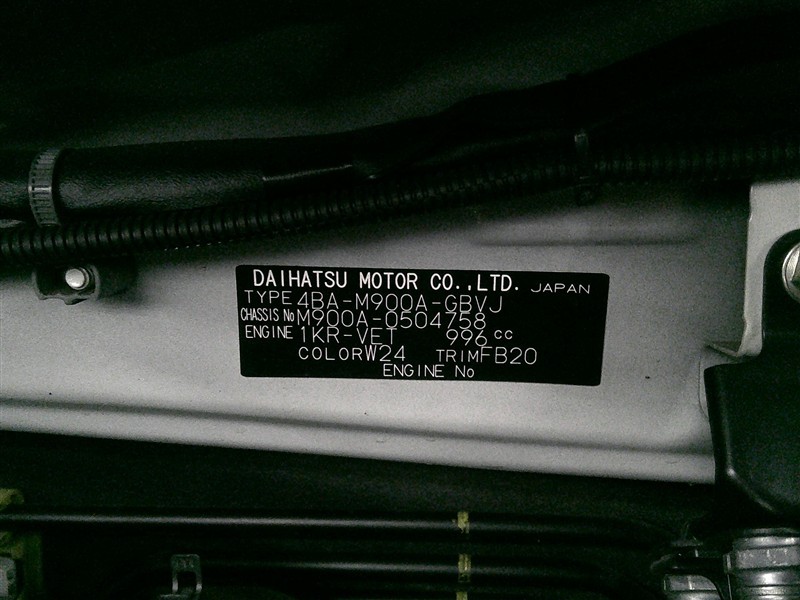 DAIHATSU MOTOR CO.,LTD. JAPAN
TYPE 4BA-M900A-GBVJ
CHASSIS No M900A-0504758
ENGINE 1KR-VET 996 cc
COLOR W24 TRIM FB20
ENGINE No